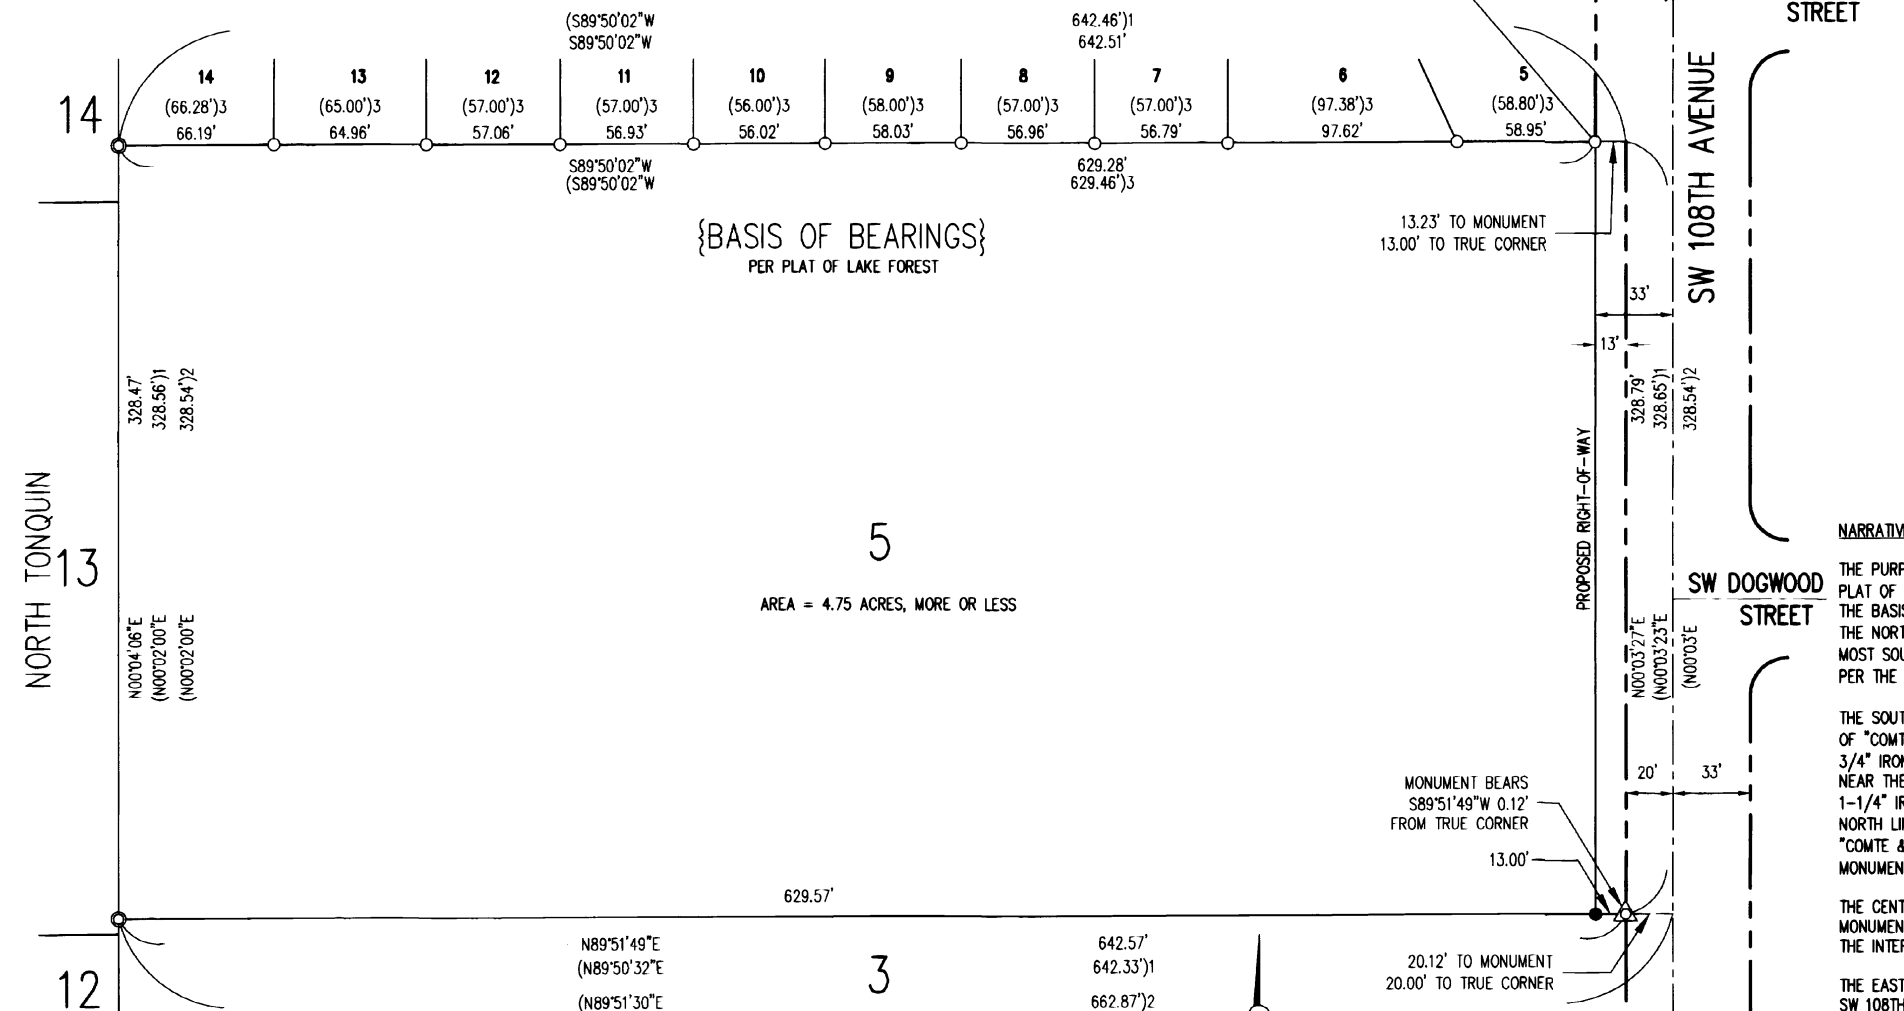 STREET
(S89°50'02"W 642.46')1
S89°50'02"W 642.51'
14 13 12 11 10 9 8 7 6 5
(66.28')3 (65.00')3 (57.00')3 (57.00')3 (56.00')3 (58.00')3 (57.00')3 (57.00')3 (97.38')3 (58.80')3
66.19' 64.96' 57.06' 56.93' 56.02' 58.03' 56.96' 56.79' 97.62' 58.95'
14
S89°50'02"W 629.28'
(S89°50'02"W 629.46')3
{BASIS OF BEARINGS}
PER PLAT OF LAKE FOREST
13.23' TO MONUMENT
13.00' TO TRUE CORNER
SW 108TH AVENUE
33'
13'
328.47'
328.56')1
328.54')2
328.79'
328.65')1
328.54')2
NORTH TONQUIN
13
5
AREA = 4.75 ACRES, MORE OR LESS
PROPOSED RIGHT-OF-WAY
N00°04'06"E
(N00°02'00"E
(N00°02'00"E
N00°03'27"E
(N00°03'23"E
(N00°03'E
SW DOGWOOD
STREET
NARRATIV
THE PURP
PLAT OF
THE BASIS
THE NORT
MOST SOU
PER THE
THE SOUT
OF "COMT
3/4" IRON
NEAR THE
1-1/4" IR
NORTH LI
"COMTE &
MONUMEN
THE CENT
MONUMEN
THE INTER
THE EAST
SW 108TH
20' 33'
MONUMENT BEARS
S89°51'49"W 0.12'
FROM TRUE CORNER
13.00'
629.57'
N89°51'49"E 642.57'
(N89°50'32"E 642.33')1
(N89°51'30"E 662.87')2
3
12
20.12' TO MONUMENT
20.00' TO TRUE CORNER